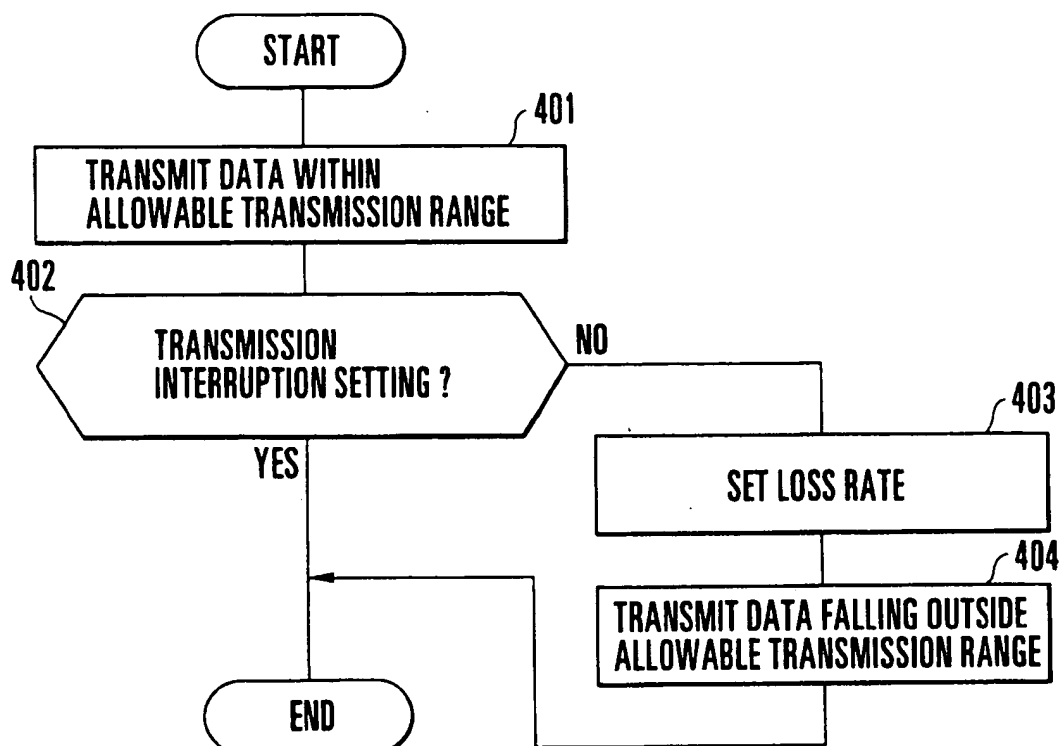 START
401
TRANSMIT DATA WITHIN
ALLOWABLE TRANSMISSION RANGE
402
TRANSMISSION
INTERRUPTION SETTING ?
NO
YES
403
SET LOSS RATE
404
TRANSMIT DATA FALLING OUTSIDE
ALLOWABLE TRANSMISSION RANGE
END